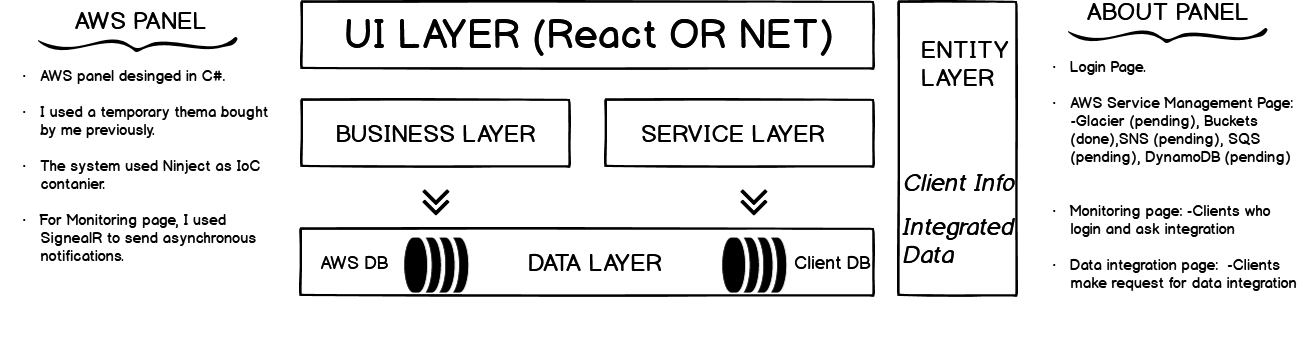 AWS PANEL
· AWS panel desinged in C#.
· I used a temporary thema bought
by me previously.
· The system used Ninject as IoC
contanier.
· For Monitoring page, I used
SignealR to send asynchronous
notifications.
UI LAYER (React OR NET)
BUSINESS LAYER
SERVICE LAYER
AWS DB
DATA LAYER
Client DB
ENTITY
LAYER
Client Info
Integrated
Data
ABOUT PANEL
· Login Page.
· AWS Service Management Page:
-Glacier (pending), Buckets
(done),SNS (pending), SQS
(pending), DynamoDB (pending)
· Monitoring page: -Clients who
login and ask integration
· Data integration page: -Clients
make request for data integration